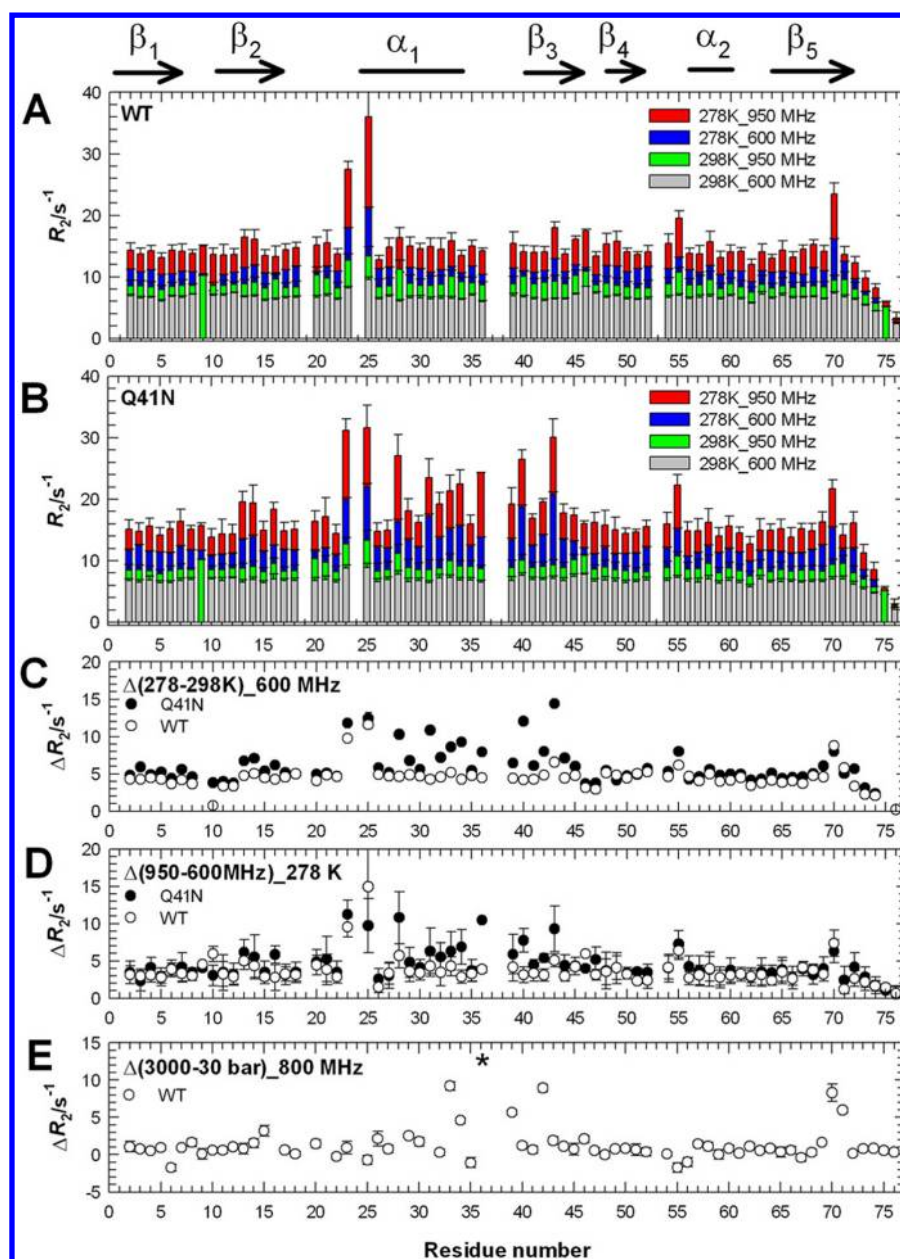 β1 β2 α1 β3 β4 α2 β5
A
WT
278K_950 MHz
278K_600 MHz
298K_950 MHz
298K_600 MHz
R2/s-1
40
30
20
10
0
0 5 10 15 20 25 30 35 40 45 50 55 60 65 70 75
B
Q41N
278K_950 MHz
278K_600 MHz
298K_950 MHz
298K_600 MHz
R2/s-1
40
30
20
10
0
0 5 10 15 20 25 30 35 40 45 50 55 60 65 70 75
C
Δ(278-298K)_600 MHz
Q41N
WT
ΔR2/s-1
20
15
10
5
0
0 5 10 15 20 25 30 35 40 45 50 55 60 65 70 75
D
Δ(950-600MHz)_278 K
Q41N
WT
ΔR2/s-1
20
15
10
5
0
0 5 10 15 20 25 30 35 40 45 50 55 60 65 70 75
E
Δ(3000-30 bar)_800 MHz
*
WT
ΔR2/s-1
15
10
5
0
-5
0 5 10 15 20 25 30 35 40 45 50 55 60 65 70 75
Residue number